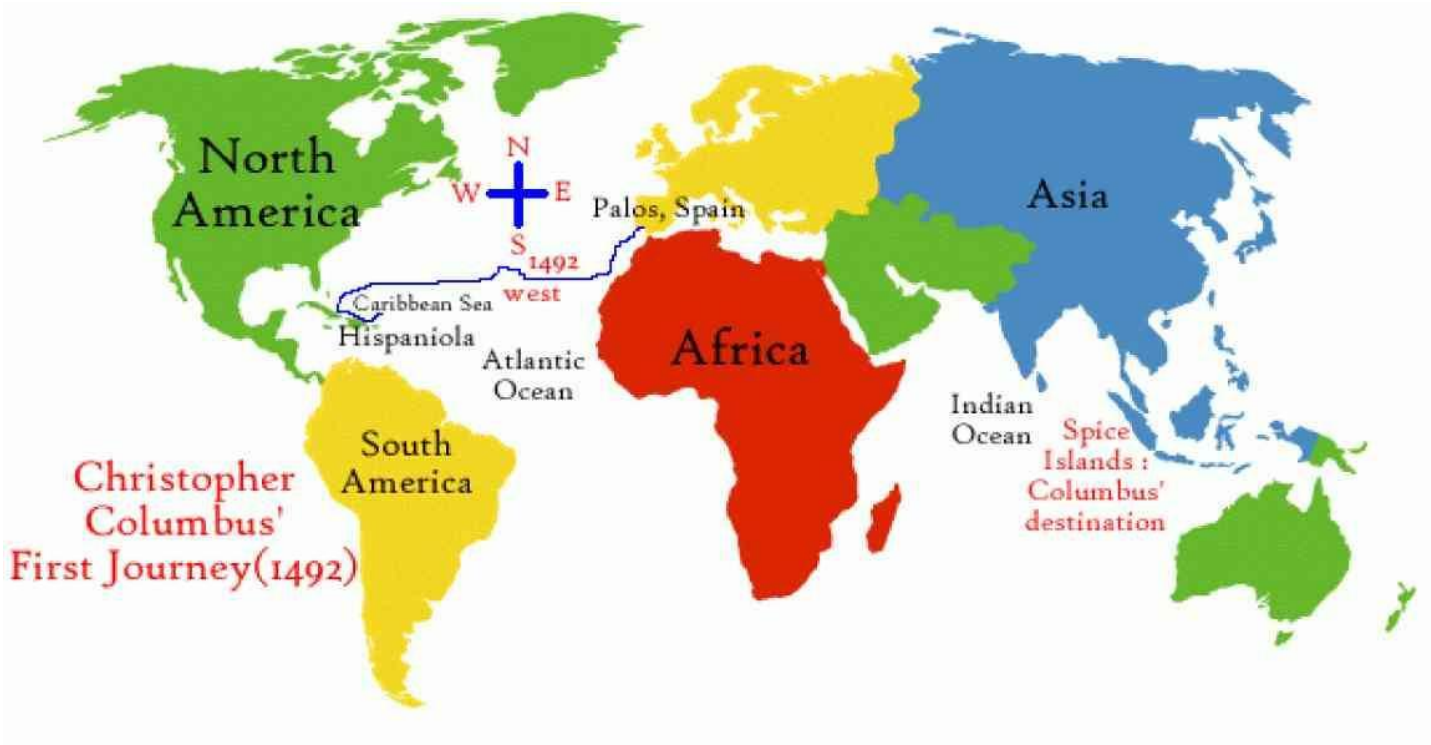 North
America
N
W
E
S
Palos, Spain
1492
west
Caribbean Sea
Hispaniola
Atlantic
Ocean
Africa
Asia
Indian
Ocean
Spice
Islands :
Columbus'
destination
South
America
Christopher
Columbus'
First Journey(1492)